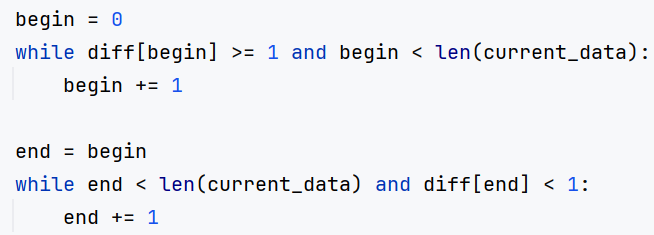 begin = 0
while diff[begin] >= 1 and begin < len(current_data):
    begin += 1

end = begin
while end < len(current_data) and diff[end] < 1:
    end += 1